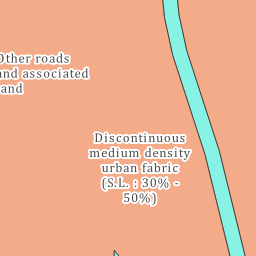 Other roads
and associated
land
Discontinuous
medium density
urban fabric
(S.L. : 30% -
50%)